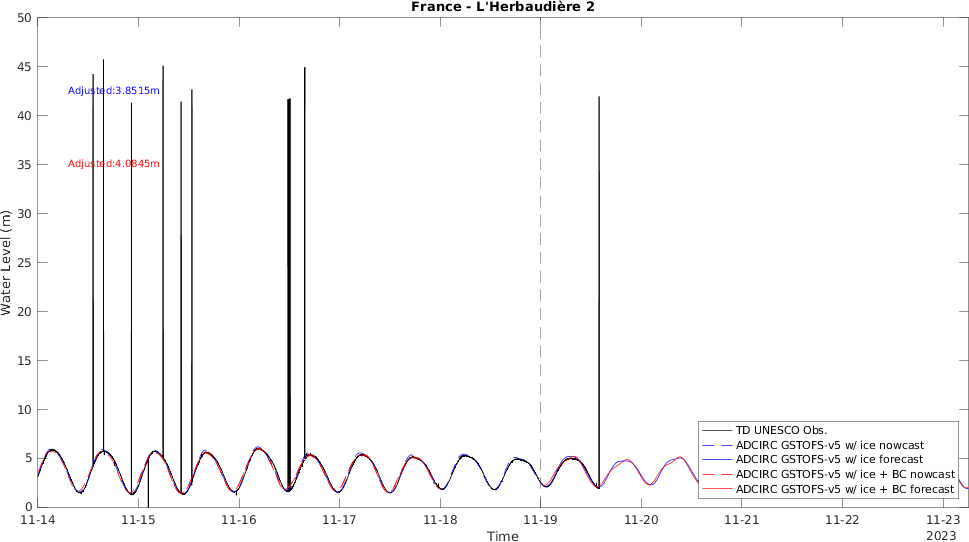 France - L'Herbaudière 2
50
45
40
35
30
25
20
15
10
5
0
Water Level (m)
Adjusted:3.8515m
Adjusted:4.0845m
TD UNESCO Obs.
ADCIRC GSTOFS-v5 w/ ice nowcast
ADCIRC GSTOFS-v5 w/ ice forecast
ADCIRC GSTOFS-v5 w/ ice + BC nowcast
ADCIRC GSTOFS-v5 w/ ice + BC forecast
11-14 11-15 11-16 11-17 11-18 11-19 11-20 11-21 11-22 11-23
Time
2023